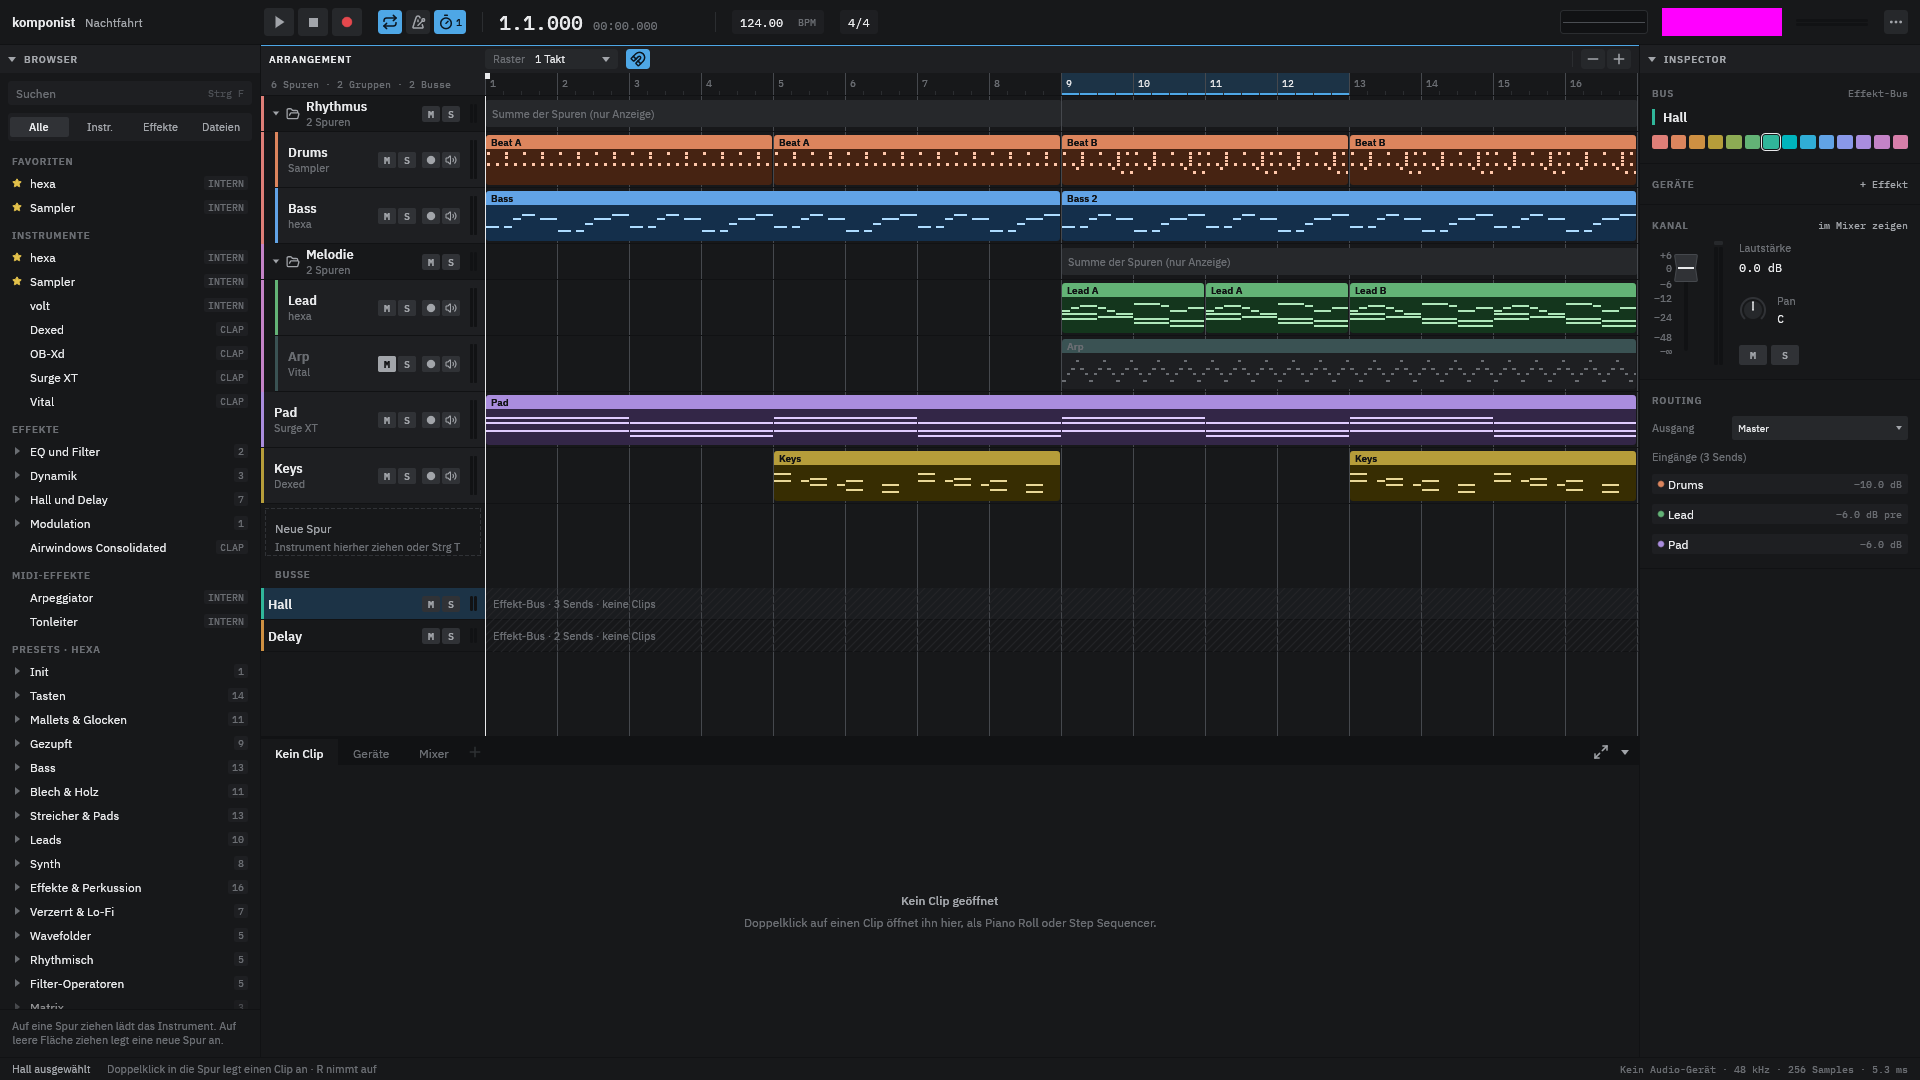 komponist Nachtfahrt
1
1.1.000 00:00.000
124.00 BPM
4/4
BROWSER
Suchen Strg F
Alle Instr. Effekte Dateien
FAVORITEN
hexa INTERN
Sampler INTERN
INSTRUMENTE
hexa INTERN
Sampler INTERN
volt INTERN
Dexed CLAP
OB-Xd CLAP
Surge XT CLAP
Vital CLAP
EFFEKTE
EQ und Filter 2
Dynamik 3
Hall und Delay 7
Modulation 1
Airwindows Consolidated CLAP
MIDI-EFFEKTE
Arpeggiator INTERN
Tonleiter INTERN
PRESETS · HEXA
Init 1
Tasten 14
Mallets & Glocken 11
Gezupft 9
Bass 13
Blech & Holz 11
Streicher & Pads 13
Leads 10
Synth 8
Effekte & Perkussion 16
Verzerrt & Lo-Fi 7
Wavefolder 5
Rhythmisch 5
Filter-Operatoren 5
Matrix 3
Auf eine Spur ziehen lädt das Instrument. Auf
leere Fläche ziehen legt eine neue Spur an.
ARRANGEMENT
Raster 1 Takt
6 Spuren · 2 Gruppen · 2 Busse
1 2 3 4 5 6 7 8 9 10 11 12 13 14 15 16
Rhythmus
2 Spuren
M S
Summe der Spuren (nur Anzeige)
Drums
Sampler
M S
Beat A Beat A Beat B Beat B
Bass
hexa
M S
Bass Bass 2
Melodie
2 Spuren
M S
Summe der Spuren (nur Anzeige)
Lead
hexa
M S
Lead A Lead A Lead B
Arp
Vital
M S
Arp
Pad
Surge XT
M S
Pad
Keys
Dexed
M S
Keys Keys
Neue Spur
Instrument hierher ziehen oder Strg T
BUSSE
Hall M S
Effekt-Bus · 3 Sends · keine Clips
Delay M S
Effekt-Bus · 2 Sends · keine Clips
Kein Clip Geräte Mixer
Kein Clip geöffnet
Doppelklick auf einen Clip öffnet ihn hier, als Piano Roll oder Step Sequencer.
INSPECTOR
BUS Effekt-Bus
Hall
GERÄTE + Effekt
KANAL im Mixer zeigen
+6
0
−6
−12
−24
−48
−∞
Lautstärke
0.0 dB
Pan
C
M S
ROUTING
Ausgang Master
Eingänge (3 Sends)
Drums −10.0 dB
Lead −6.0 dB pre
Pad −6.0 dB
Hall ausgewählt Doppelklick in die Spur legt einen Clip an · R nimmt auf
Kein Audio-Gerät · 48 kHz · 256 Samples · 5.3 ms